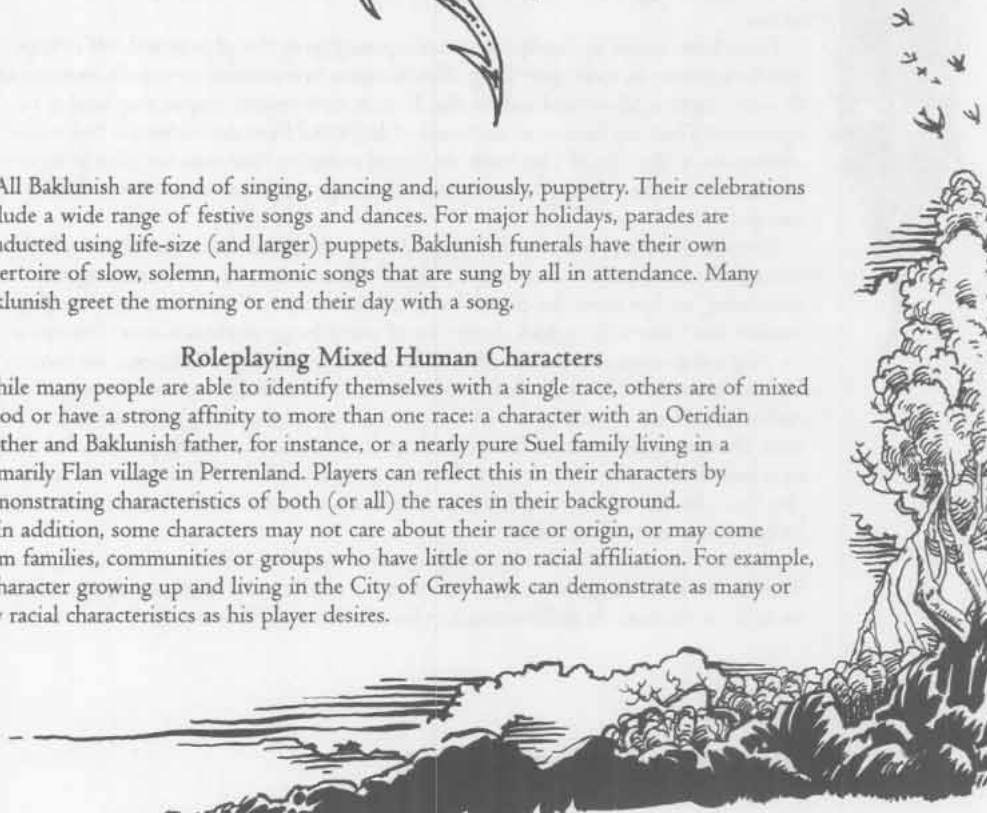 All Baklunish are fond of singing, dancing and, curiously, puppetry. Their celebrations
lude a wide range of festive songs and dances. For major holidays, parades are
nducted using life-size (and larger) puppets. Baklunish funerals have their own
ertoire of slow, solemn, harmonic songs that are sung by all in attendance. Many
klunish greet the morning or end their day with a song.
Roleplaying Mixed Human Characters
hile many people are able to identify themselves with a single race, others are of mixed
ood or have a strong affinity to more than one race: a character with an Oeridian
ther and Baklunish father, for instance, or a nearly pure Suel family living in a
marily Flan village in Perrenland. Players can reflect this in their characters by
monstrating characteristics of both (or all) the races in their background.
In addition, some characters may not care about their race or origin, or may come
m families, communities or groups who have little or no racial affiliation. For example,
haracter growing up and living in the City of Greyhawk can demonstrate as many or
racial characteristics as his player desires.